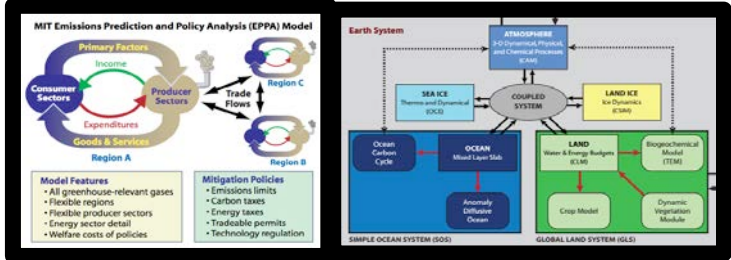 MIT Emissions Prediction and Policy Analysis (EPPA) Model
Primary Factors
Income
Consumer
Sectors
Producer
Sectors
Expenditures
Goods & Services
Region A
Trade
Flows
Region C
Region B
Model Features
• All greenhouse-relevant gases
• Flexible regions
• Flexible producer sectors
• Energy sector detail
• Welfare costs of policies
Mitigation Policies
• Emissions limits
• Carbon taxes
• Energy taxes
• Tradeable permits
• Technology regulation
Earth System
ATMOSPHERE
3-D Dynamical, Physical,
and Chemical Processes
(CAM)
SEA ICE
Thermo and Dynamical
COUPLED
SYSTEM
LAND ICE
Ice Dynamics
(CSIM)
Ocean
Carbon
Cycle
OCEAN
Mixed Layer Slab
Anomaly
Diffusive
Ocean
SIMPLE OCEAN SYSTEM (SOS)
LAND
Water & Energy Budgets
(CLM)
Biogeochemical
Model
(TEM)
Crop Model
Dynamic
Vegetation
Module
GLOBAL LAND SYSTEM (GLS)